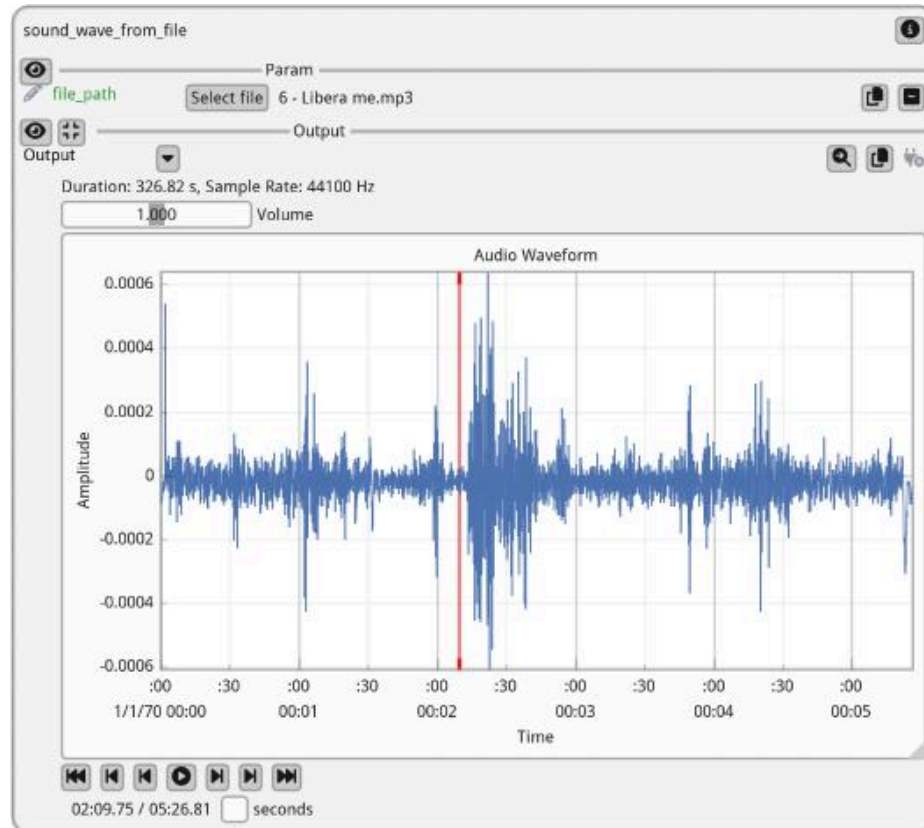 sound_wave_from_file
Param
file_path Select file 6 - Libera me.mp3
Output
Output
Duration: 326.82 s, Sample Rate: 44100 Hz
1.000 Volume
Audio Waveform
0.0006
0.0004
0.0002
0
-0.0002
-0.0004
-0.0006
Amplitude
:00 :30 :00 :30 :00 :30 :00 :30 :00 :30 :00
1/1/70 00:00 00:01 00:02 00:03 00:04 00:05
Time
02:09.75 / 05:26.81 seconds